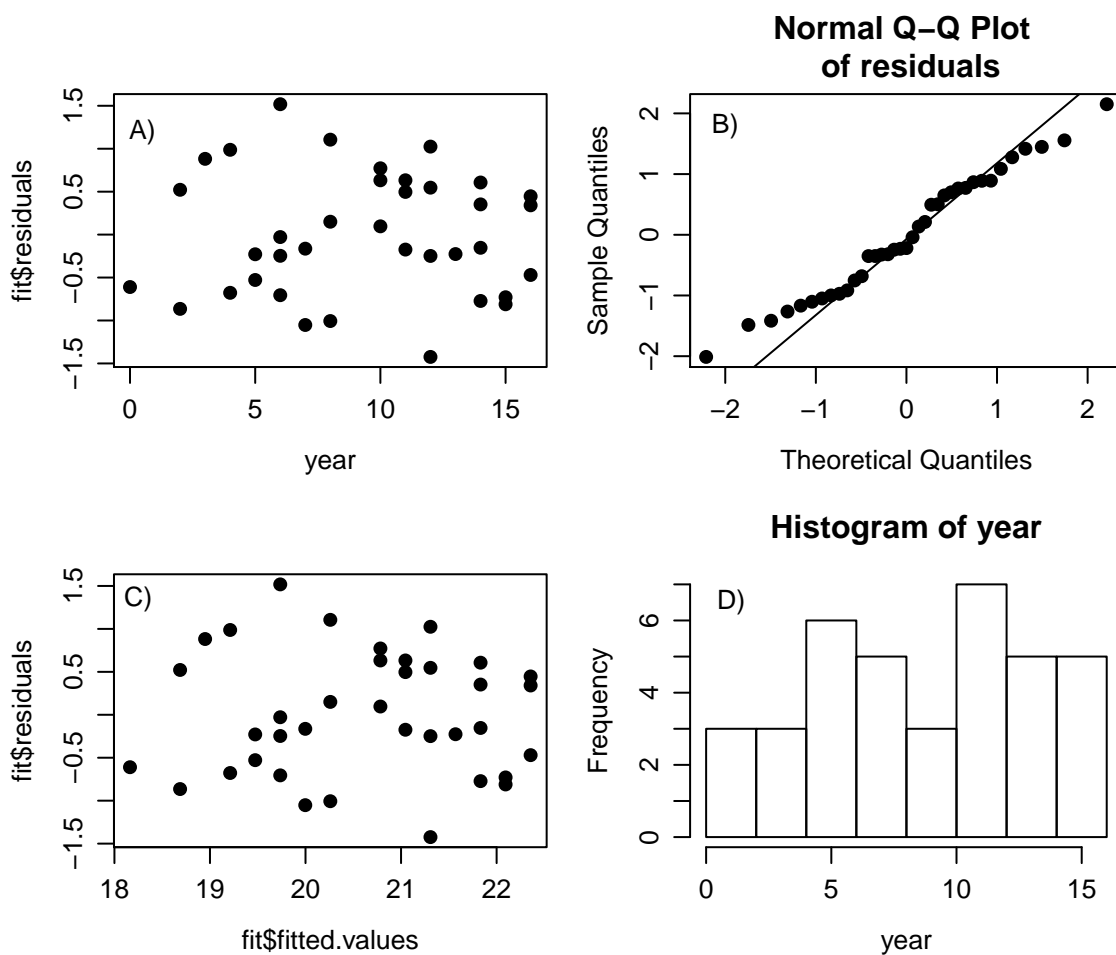 A)
fit$residuals
−1.5
−0.5
0.5
1.5
0
5
10
15
year
Normal Q−Q Plot
of residuals
B)
Sample Quantiles
−2
−1
0
1
2
−2
−1
0
1
2
Theoretical Quantiles
C)
fit$residuals
−1.5
−0.5
0.5
1.5
18
19
20
21
22
fit$fitted.values
Histogram of year
D)
Frequency
0
2
4
6
0
5
10
15
year